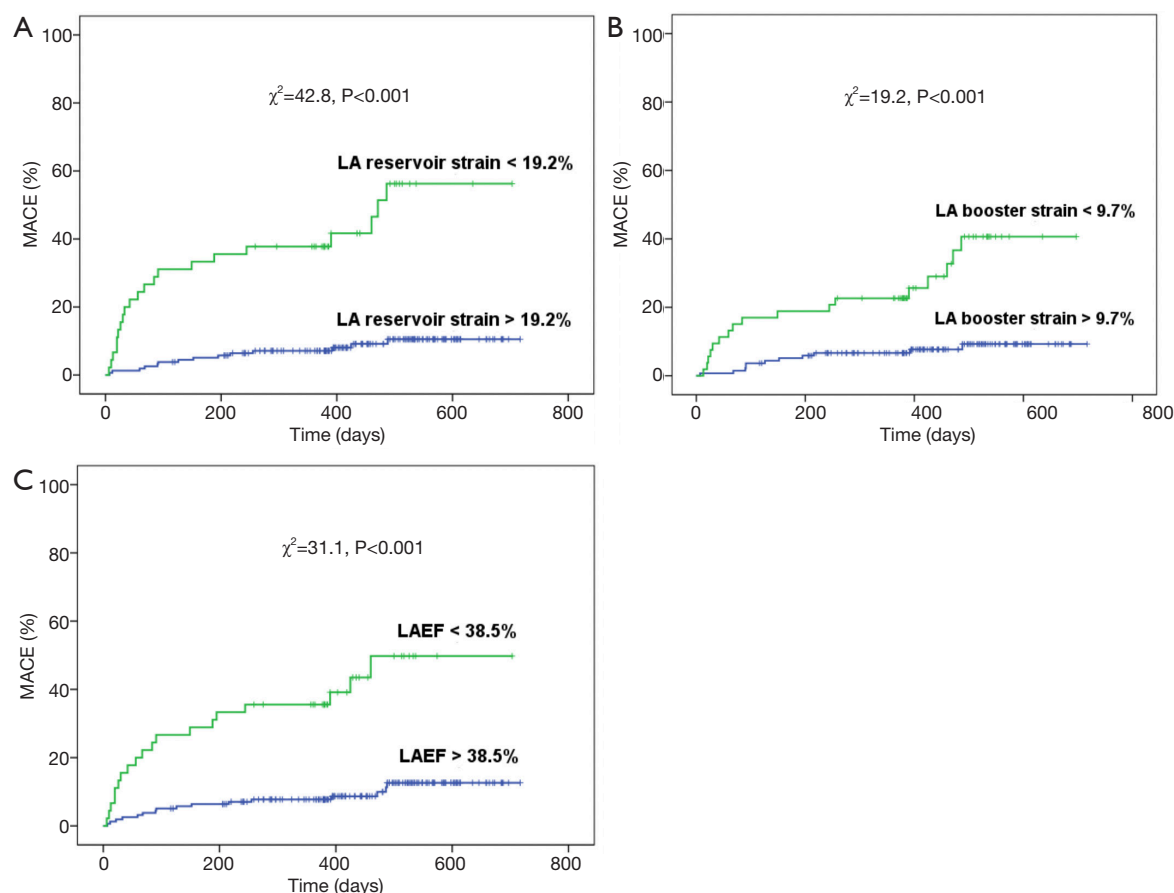 A
100
80
60
40
20
0
MACE (%)
χ²=42.8, P<0.001
LA reservoir strain < 19.2%
LA reservoir strain > 19.2%
0 200 400 600 800
Time (days)
B
100
80
60
40
20
0
MACE (%)
χ²=19.2, P<0.001
LA booster strain < 9.7%
LA booster strain > 9.7%
0 200 400 600 800
Time (days)
C
100
80
60
40
20
0
MACE (%)
χ²=31.1, P<0.001
LAEF < 38.5%
LAEF > 38.5%
0 200 400 600 800
Time (days)